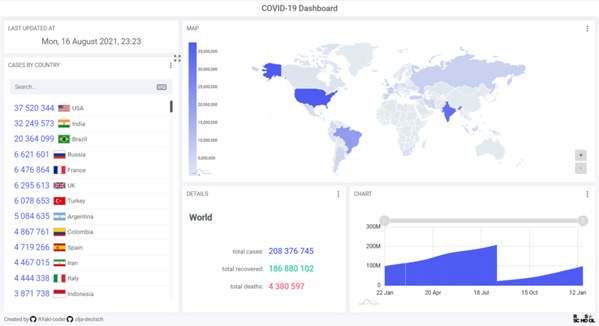 COVID-19 Dashboard
LAST UPDATED AT
Mon, 16 August 2021, 23:23
CASES BY COUNTRY
Search...
37 520 344 USA
32 249 573 India
20 364 099 Brazil
6 621 601 Russia
6 476 864 France
6 295 613 UK
6 078 653 Turkey
5 084 635 Argentina
4 867 761 Colombia
4 719 266 Spain
4 467 015 Iran
4 444 338 Italy
3 871 738 Indonesia
MAP
35,000,000
30,000,000
25,000,000
20,000,000
15,000,000
10,000,000
5,000,000
0
+
-
DETAILS
World
total cases: 208 376 745
total recovered: 186 880 102
total deaths: 4 380 597
CHART
300M
200M
100M
0
22 Jan 20 Apr 18 Jul 15 Oct 12 Jan
Created by AYaki-coder olja-deutsch